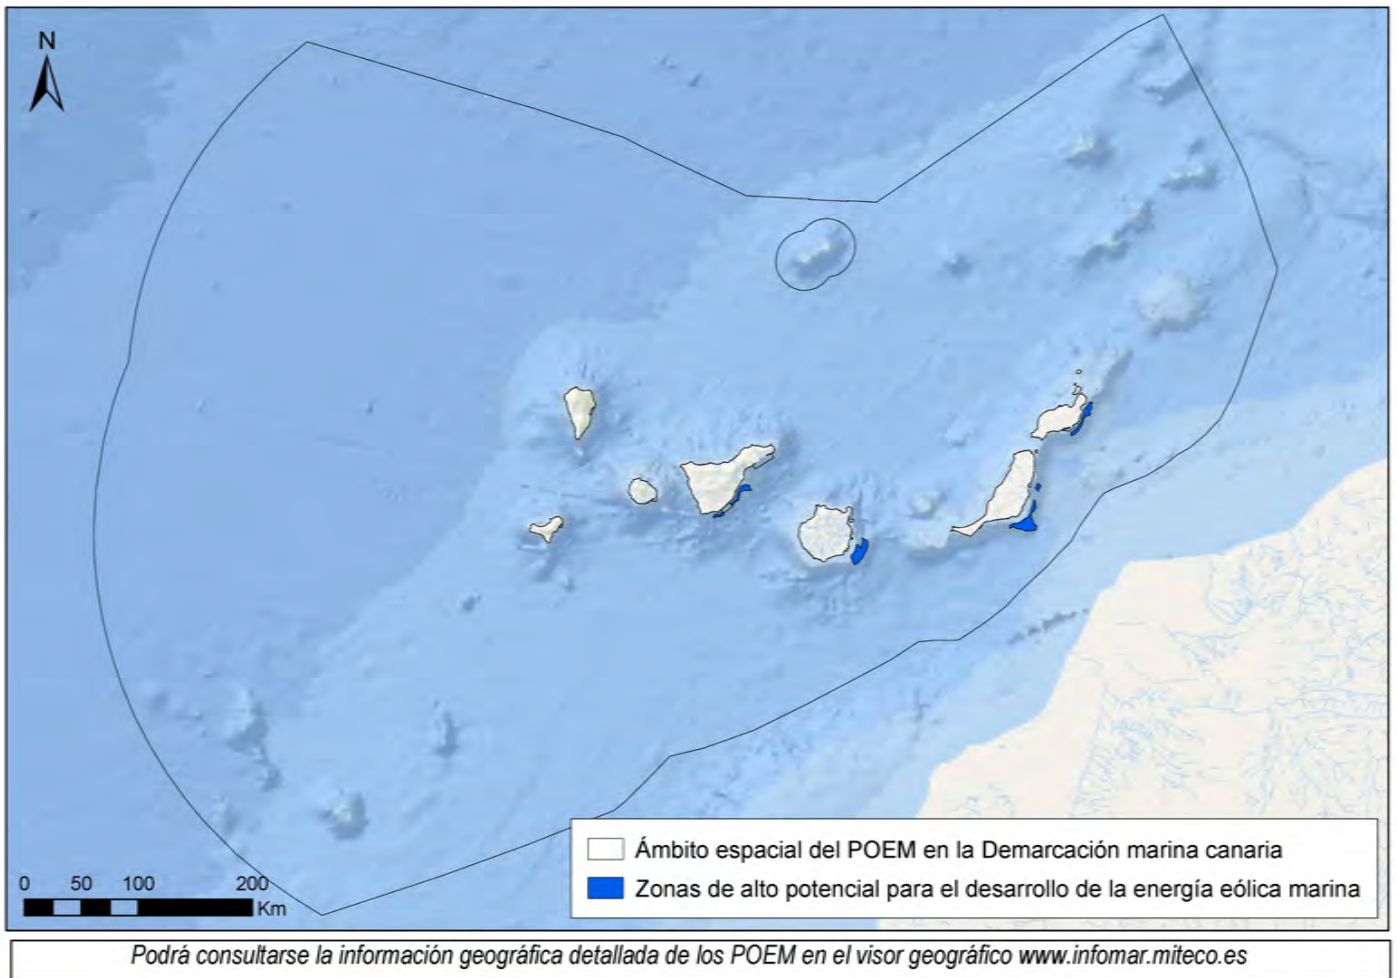 N
Ámbito espacial del POEM en la Demarcación marina canaria
Zonas de alto potencial para el desarrollo de la energía eólica marina
0 50 100 200
Km
Podrá consultarse la información geográfica detallada de los POEM en el visor geográfico www.infomar.miteco.es